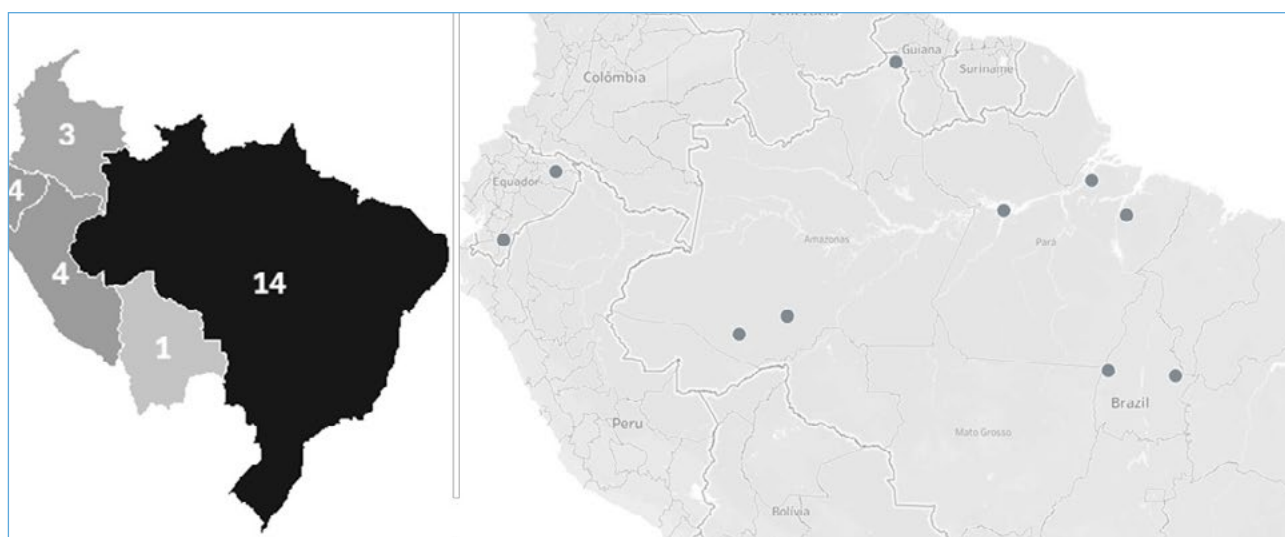 3
4
4
14
1
Colômbia
Guiana
Suriname
Equador
Amazonas
Pará
Peru
Brazil
Mato Grosso
Bolívia